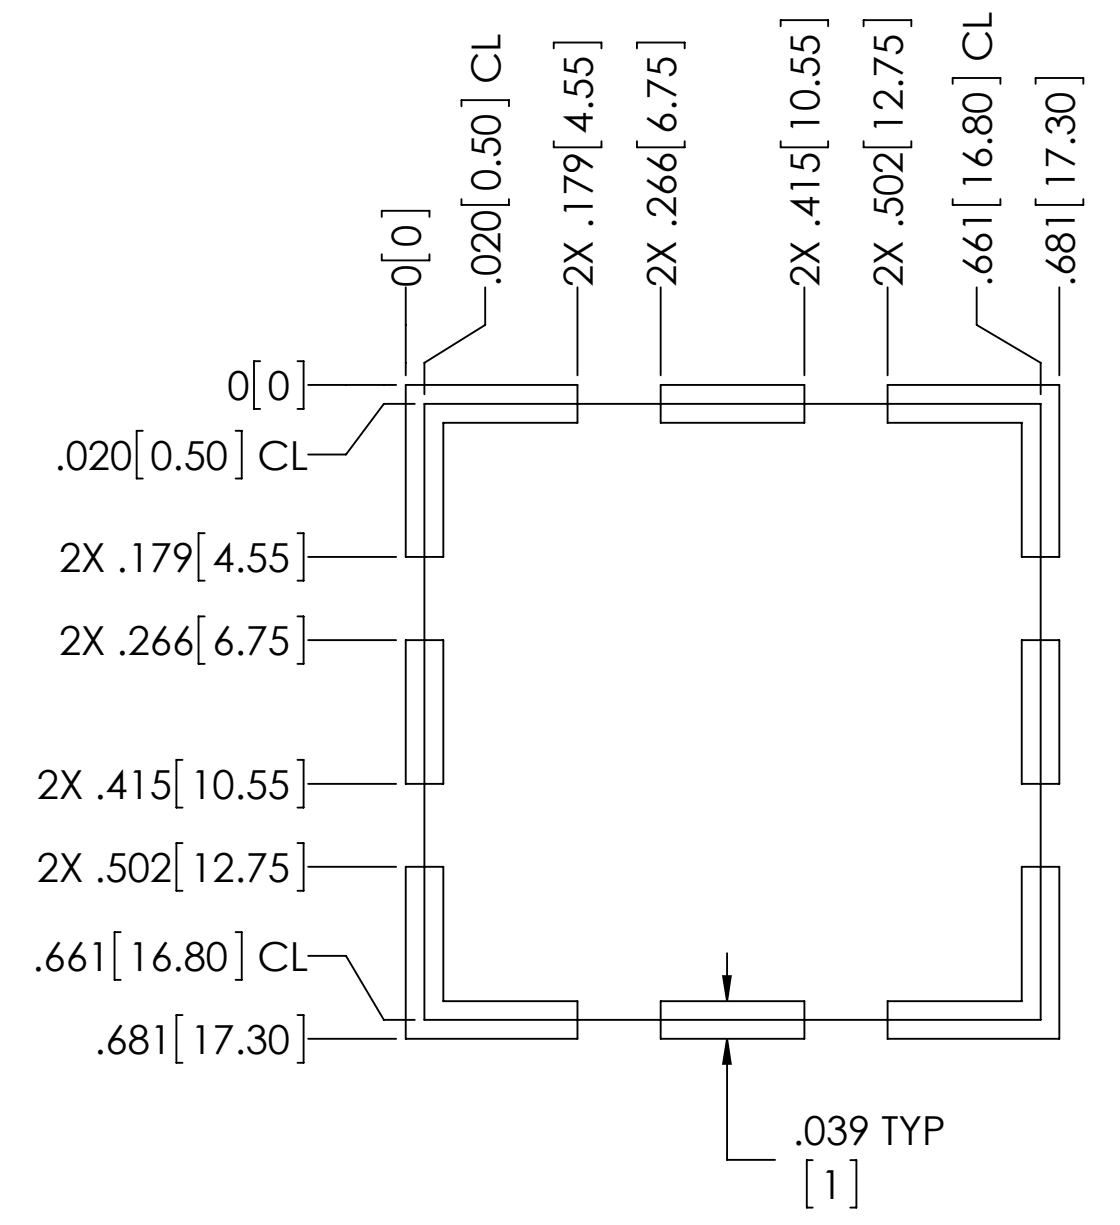 0[0]
.020[0.50] CL
2X .179[4.55]
2X .266[6.75]
2X .415[10.55]
2X .502[12.75]
.661[16.80] CL
.681[17.30]
0[0]
.020[0.50] CL
2X .179[4.55]
2X .266[6.75]
2X .415[10.55]
2X .502[12.75]
.661[16.80] CL
.681[17.30]
.039 TYP
[1]